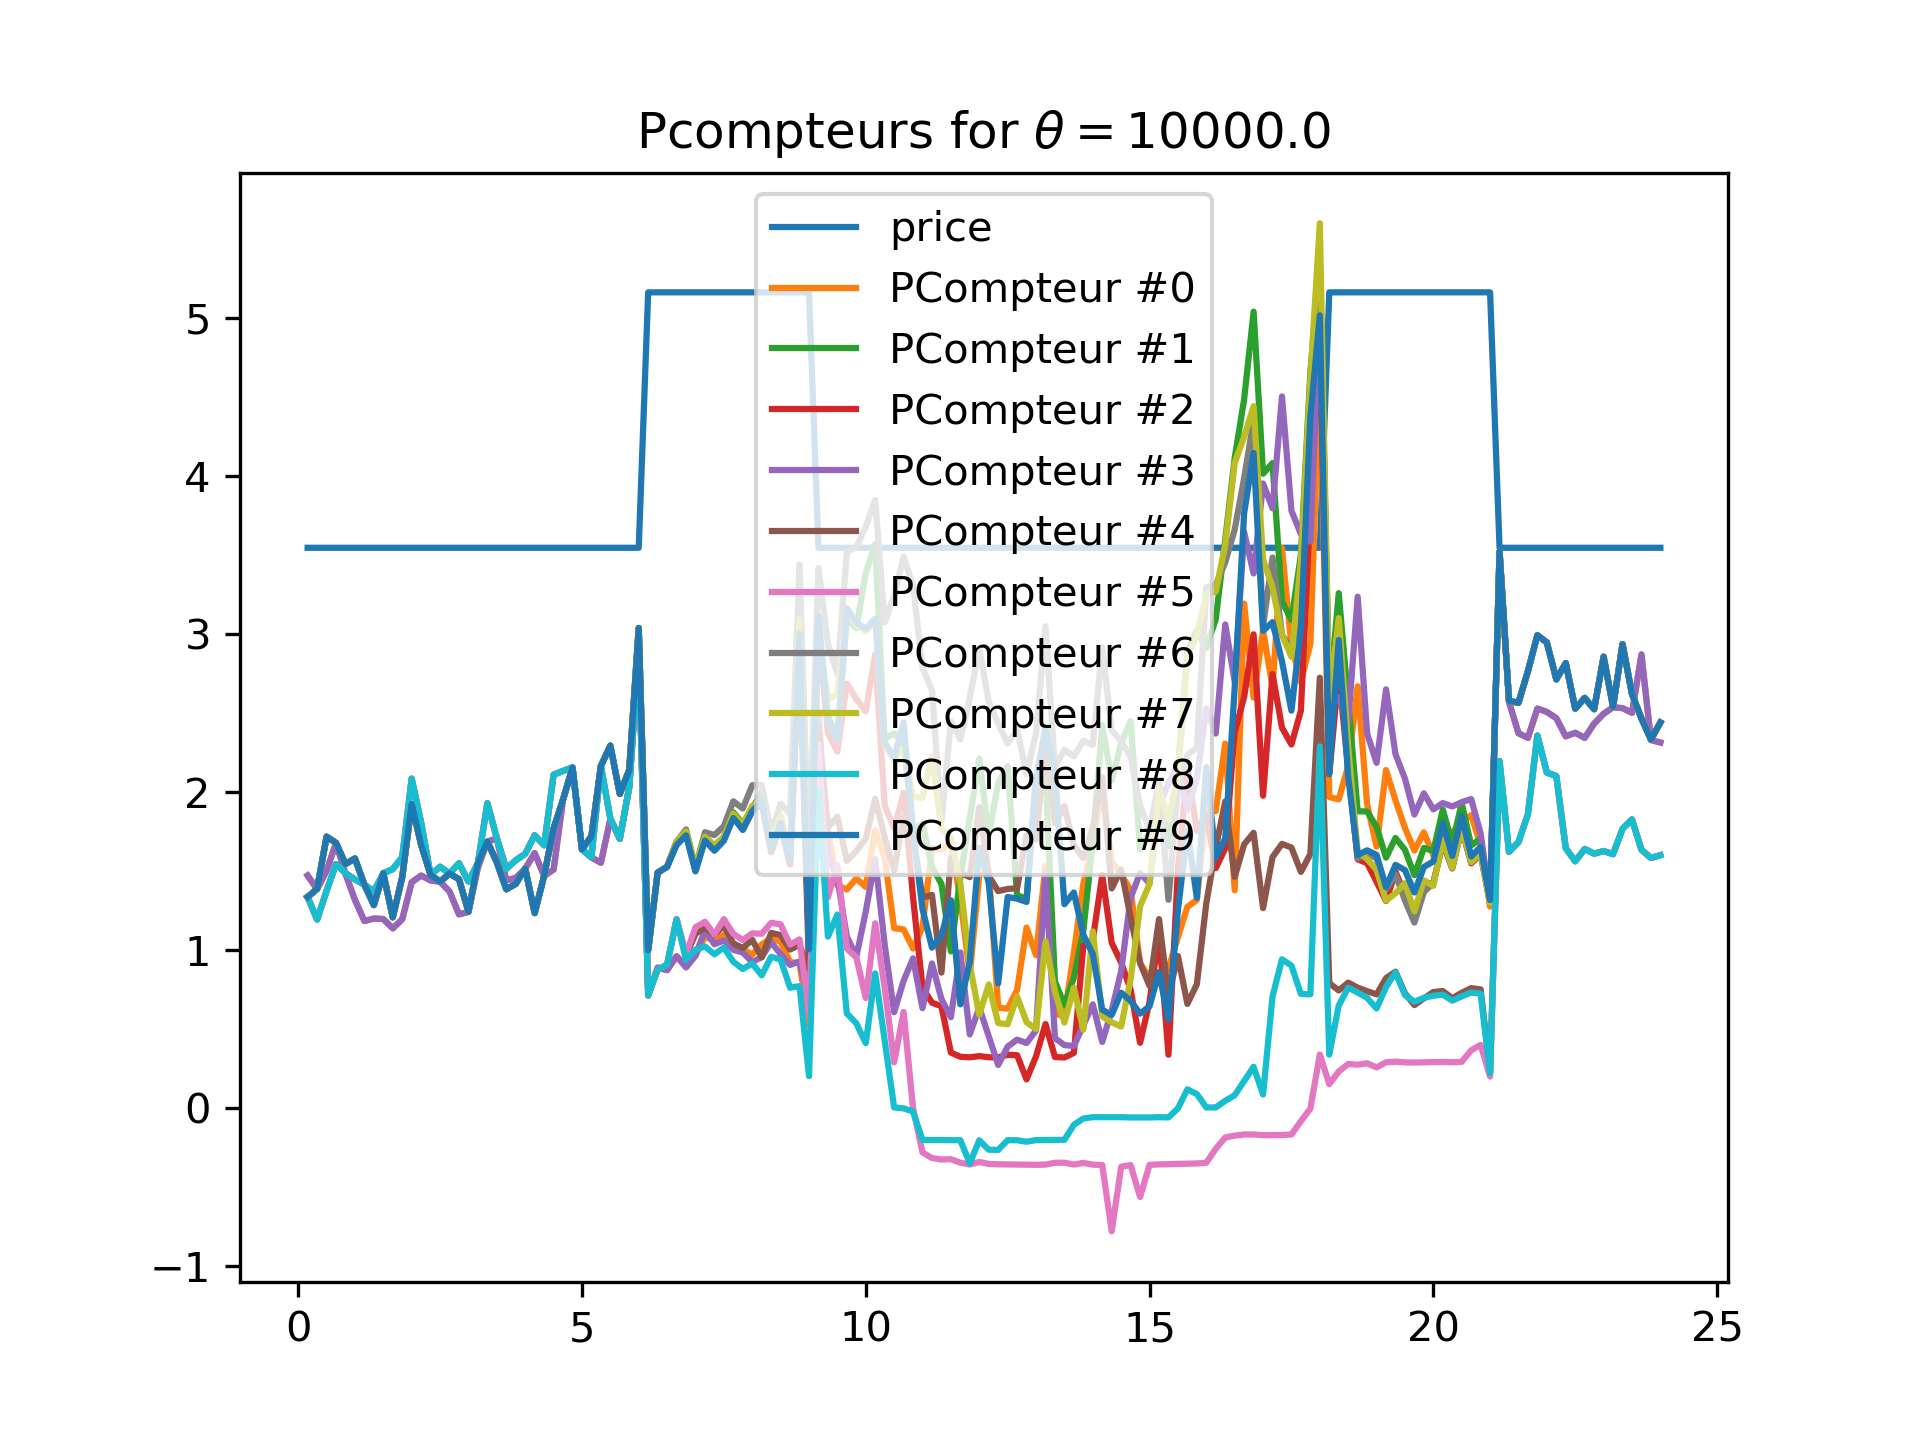 Pcompteurs for θ = 10000.0
price
PCompteur #0
PCompteur #1
PCompteur #2
PCompteur #3
PCompteur #4
PCompteur #5
PCompteur #6
PCompteur #7
PCompteur #8
PCompteur #9
5
4
3
2
1
0
−1
0 5 10 15 20 25